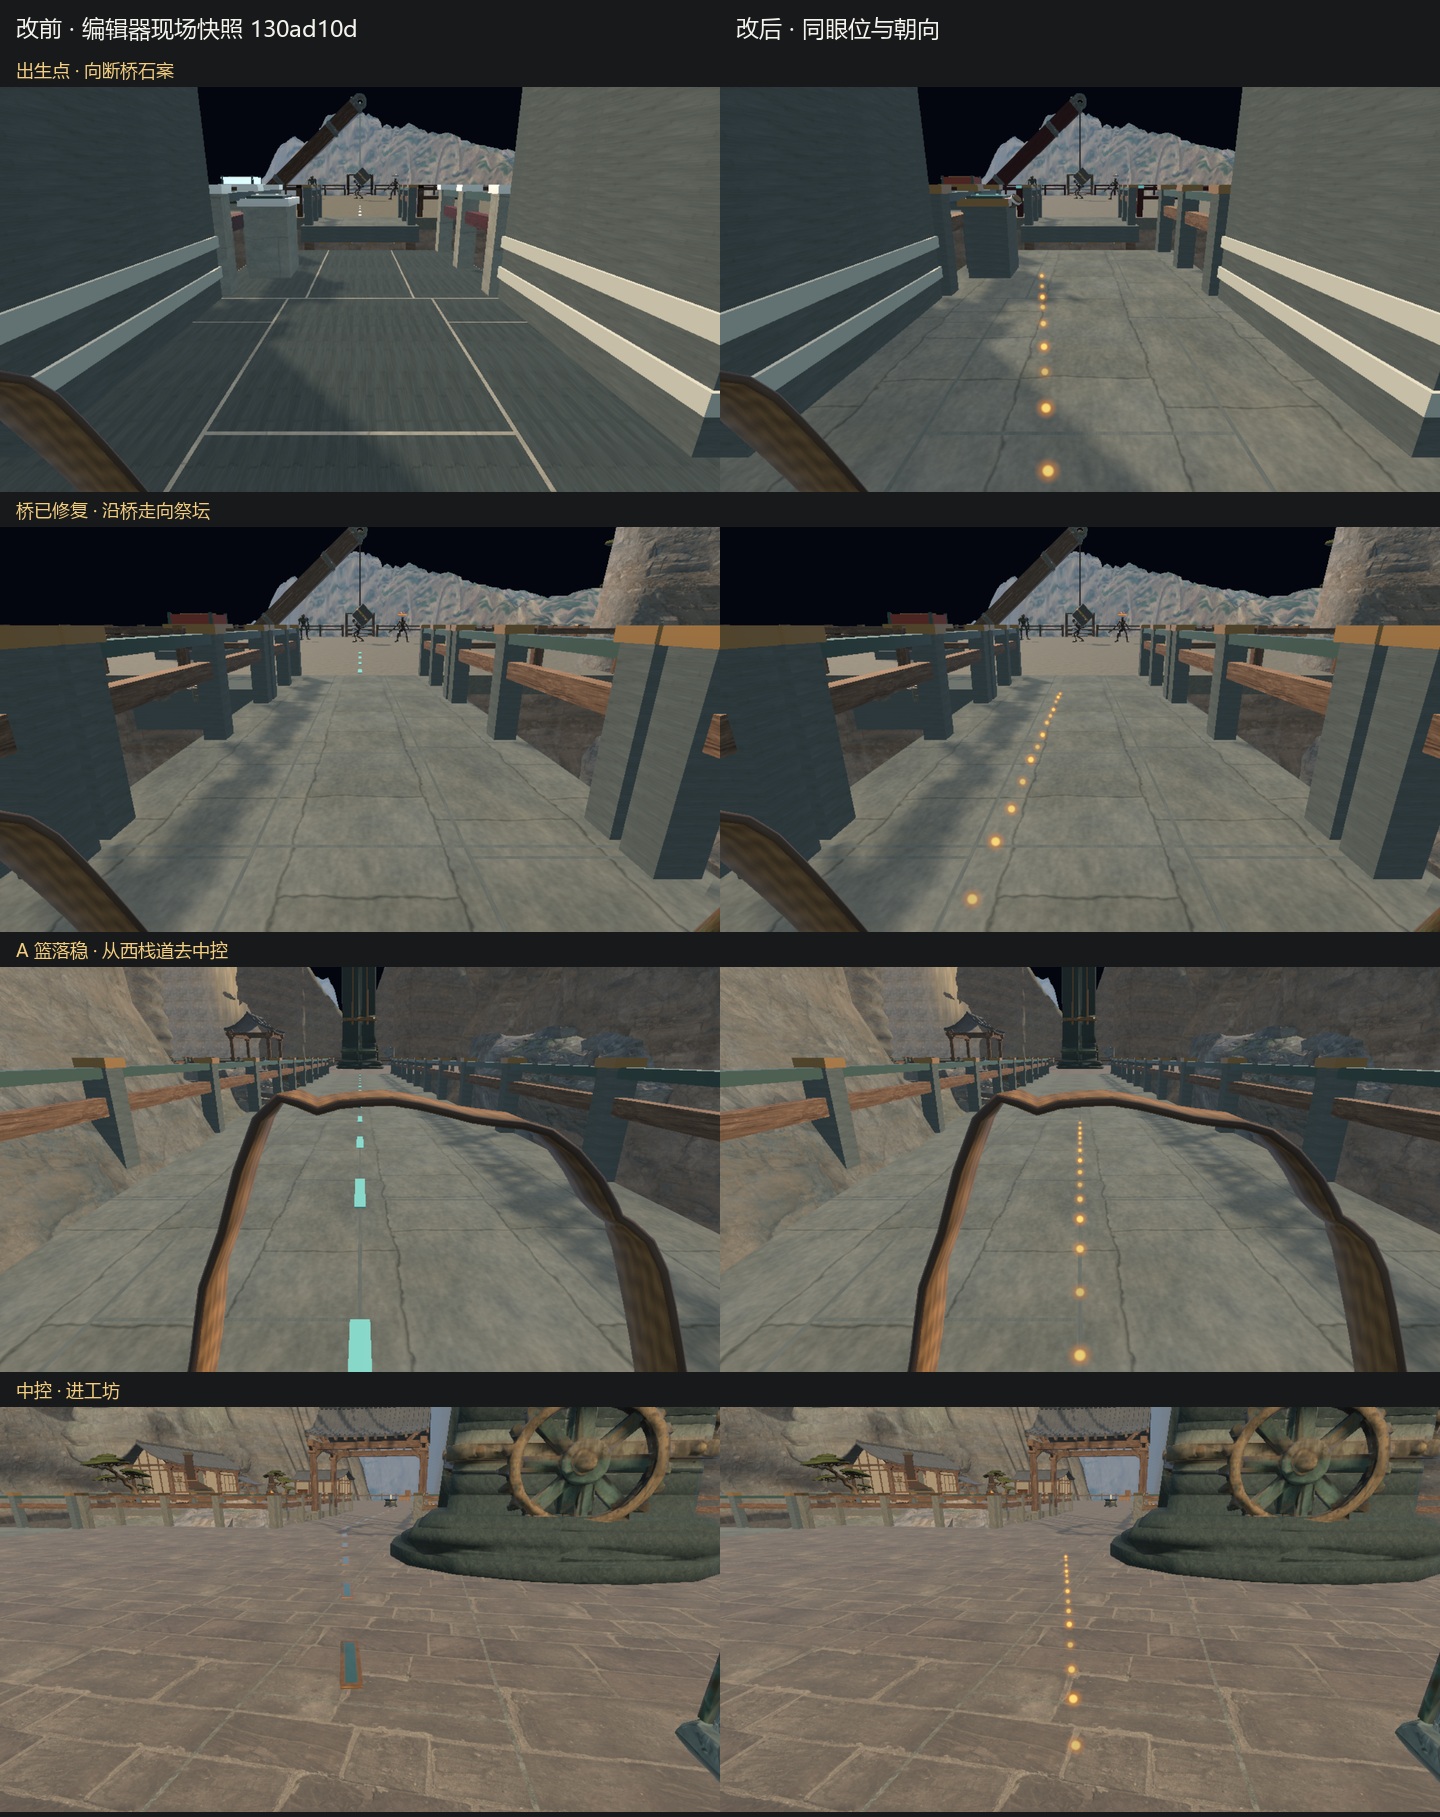 改前 · 编辑器现场快照 130ad10d
改后 · 同眼位与朝向
出生点 · 向断桥石案
桥已修复 · 沿桥走向祭坛
A 篮落稳 · 从西栈道去中控
中控 · 进工坊